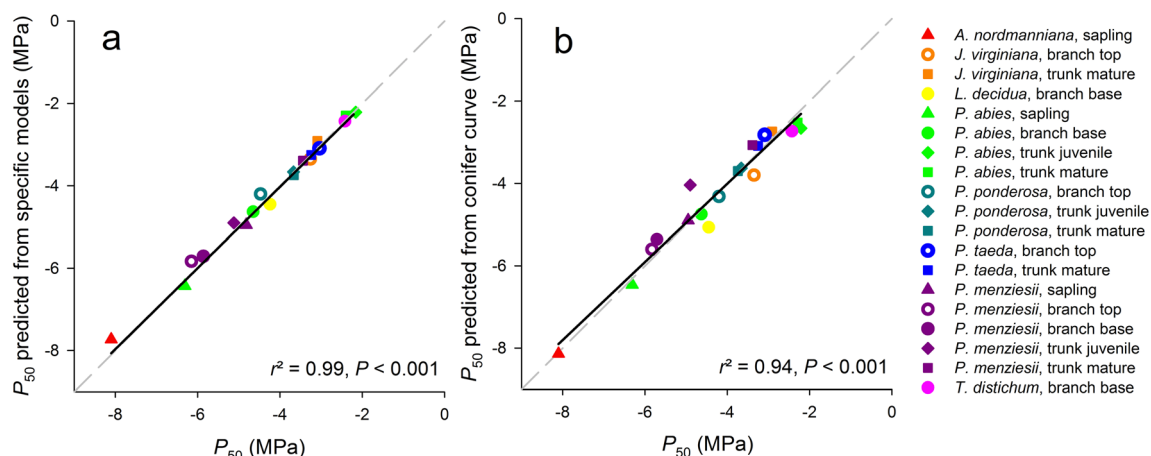 a
P50 predicted from specific models (MPa)
0
-2
-4
-6
-8
-8
-6
-4
-2
0
P50 (MPa)
r² = 0.99, P < 0.001
b
P50 predicted from conifer curve (MPa)
0
-2
-4
-6
-8
-8
-6
-4
-2
0
P50 (MPa)
r² = 0.94, P < 0.001
A. nordmanniana, sapling
J. virginiana, branch top
J. virginiana, trunk mature
L. decidua, branch base
P. abies, sapling
P. abies, branch base
P. abies, trunk juvenile
P. abies, trunk mature
P. ponderosa, branch top
P. ponderosa, trunk juvenile
P. ponderosa, trunk mature
P. taeda, branch top
P. taeda, trunk mature
P. menziesii, sapling
P. menziesii, branch top
P. menziesii, branch base
P. menziesii, trunk juvenile
P. menziesii, trunk mature
T. distichum, branch base